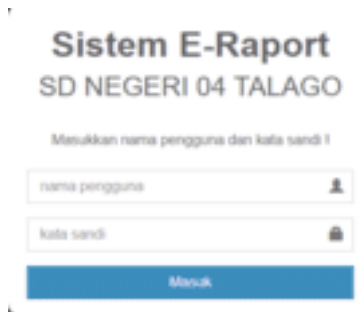 Sistem E-Raport
SD NEGERI 04 TALAGO
Masukkan nama pengguna dan kata sandi !
nama pengguna
kata sandi
Masuk